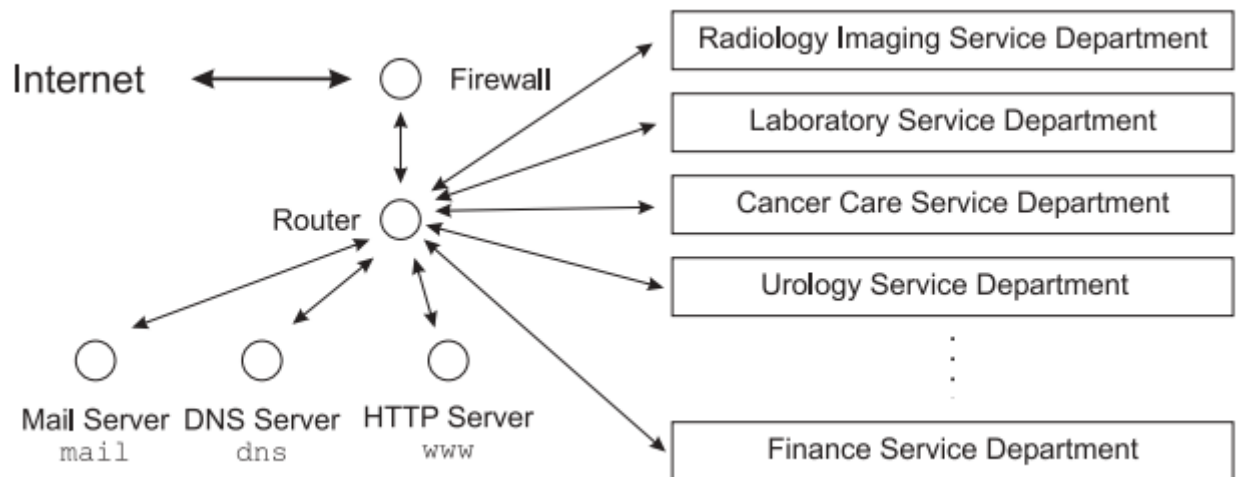 Radiology Imaging Service Department
Internet
Firewall
Laboratory Service Department
Cancer Care Service Department
Router
Urology Service Department
Mail Server
DNS Server
HTTP Server
mail
dns
www
Finance Service Department